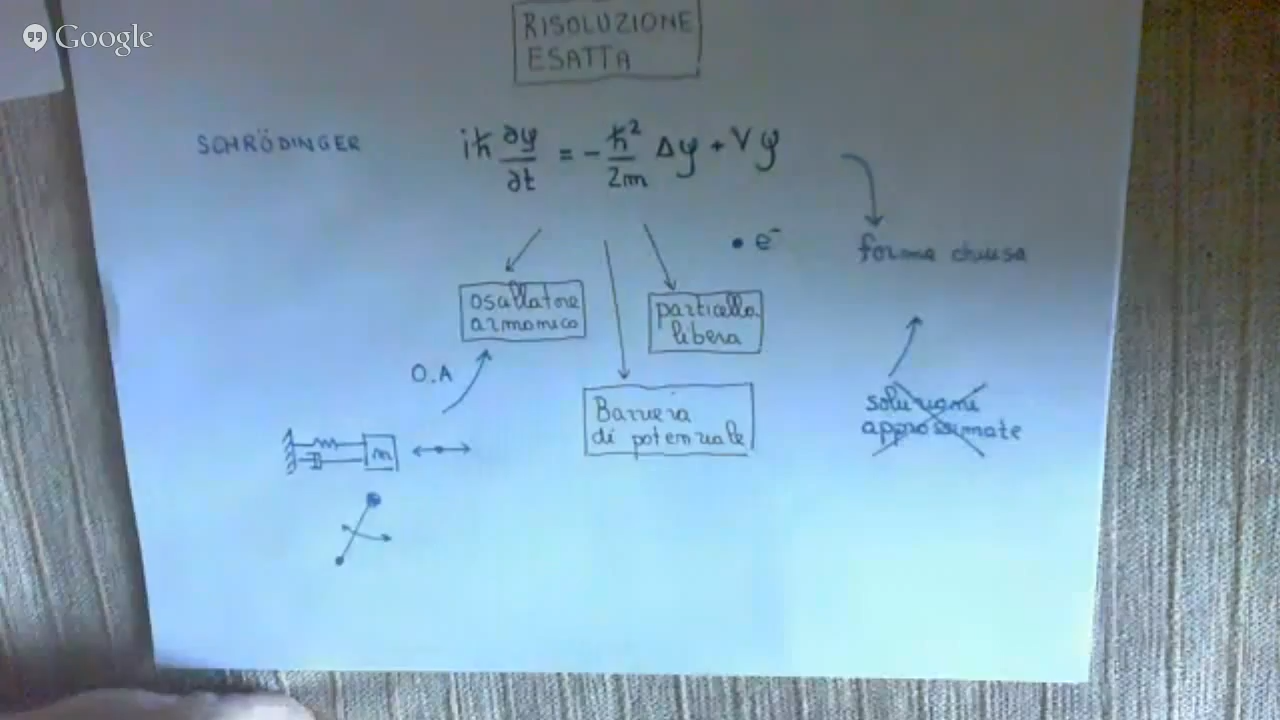 Google
RISOLUZIONE
ESATTA
SCHRÖDINGER
iħ ∂ψ/∂t = - ħ²/2m Δψ + Vψ
• e⁻
forma chiusa
oscillatore
armonico
particella
libera
O.A
Barriera
di potenziale
soluzioni
approssimate
m